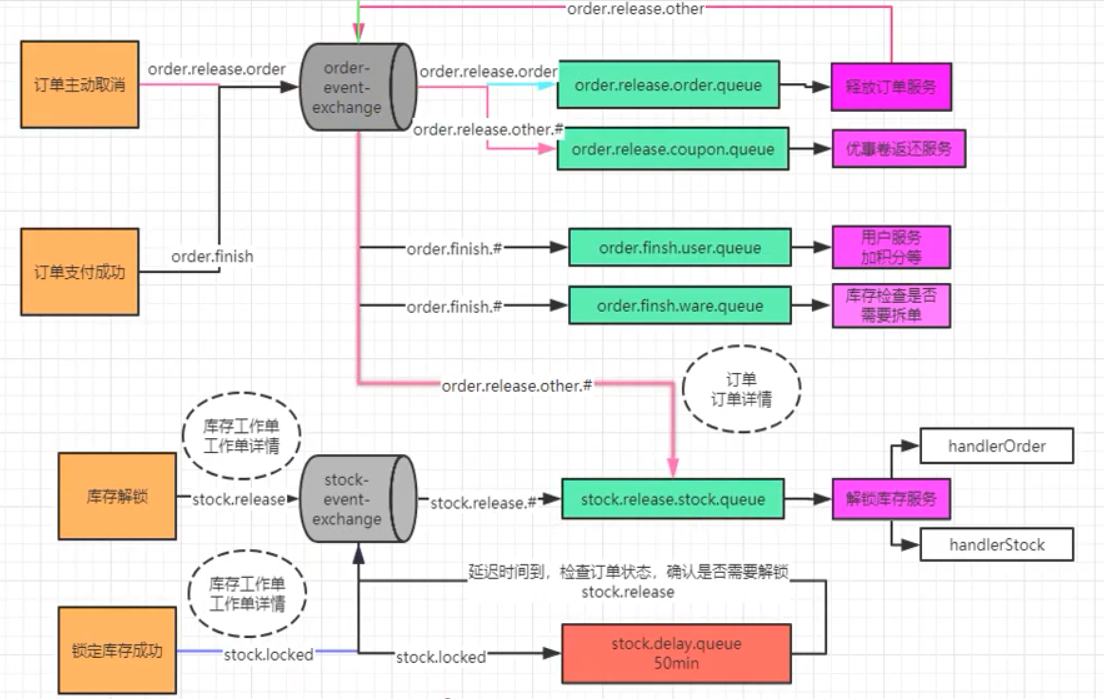 order.release.other
订单主动取消
order.release.order
order-
event-
exchange
order.release.order
order.release.order.queue
释放订单服务
order.release.other.#
order.release.coupon.queue
优惠卷返还服务
订单支付成功
order.finish
order.finish.#
order.finsh.user.queue
用户服务
加积分等
order.finish.#
order.finsh.ware.queue
库存检查是否
需要拆单
order.release.other.#
订单
订单详情
库存工作单
工作单详情
库存解锁
stock.release
stock-
event-
exchange
stock.release.#
stock.release.stock.queue
解锁库存服务
handlerOrder
handlerStock
库存工作单
工作单详情
延迟时间到，检查订单状态，确认是否需要解锁
stock.release
锁定库存成功
stock.locked
stock.locked
stock.delay.queue
50min